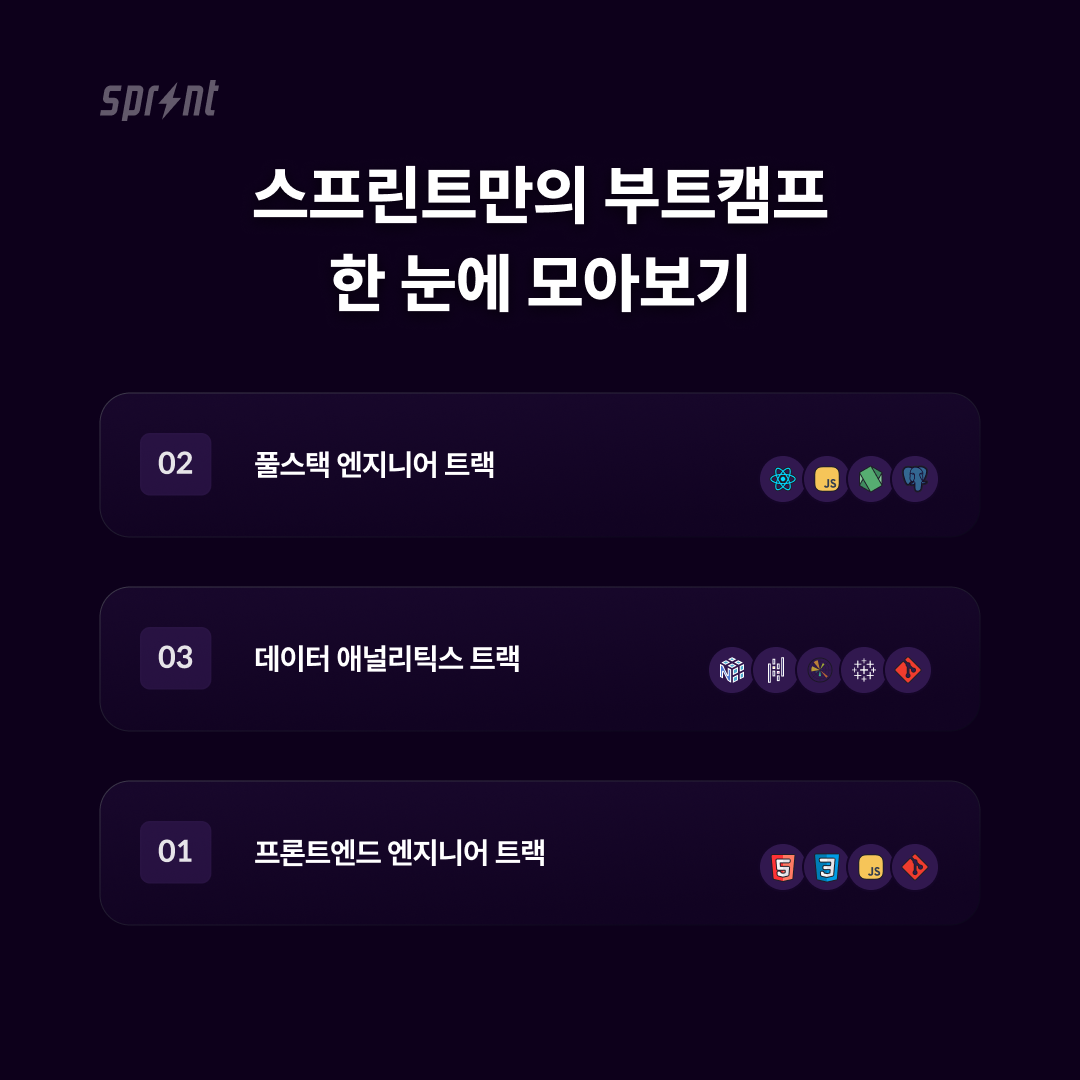 sprint
스프린트만의 부트캠프
한 눈에 모아보기
02 풀스택 엔지니어 트랙
JS
03 데이터 애널리틱스 트랙
N
01 프론트엔드 엔지니어 트랙
5 3 JS